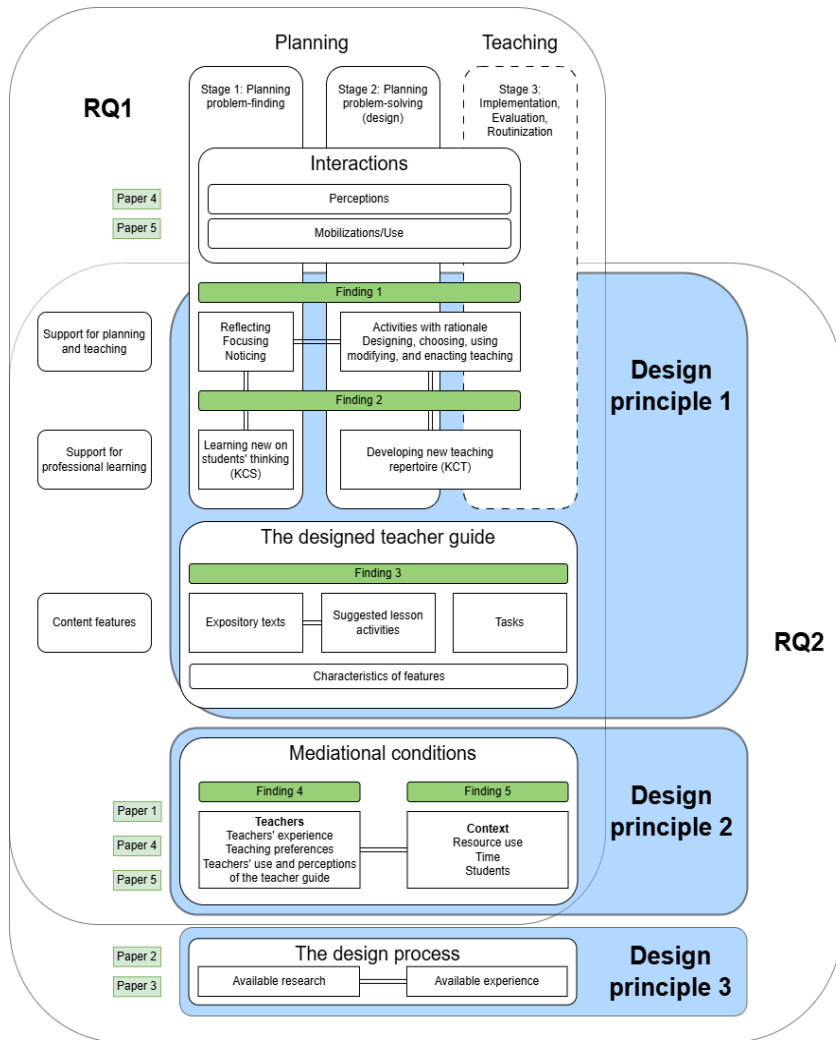 Planning
Teaching
RQ1
Stage 1: Planning
problem-finding
Stage 2: Planning
problem-solving
(design)
Stage 3:
Implementation,
Evaluation,
Routinization
Interactions
Paper 4
Perceptions
Paper 5
Mobilizations/Use
Finding 1
Support for planning
and teaching
Reflecting
Focusing
Noticing
Activities with rationale
Designing, choosing, using
modifying, and enacting teaching
Design
principle 1
Finding 2
Support for
professional learning
Learning new on
students' thinking
(KCS)
Developing new teaching
repertoire (KCT)
The designed teacher guide
Finding 3
Content features
Expository texts
Suggested lesson
activities
Tasks
RQ2
Characteristics of features
Mediational conditions
Finding 4
Finding 5
Paper 1
Paper 4
Paper 5
Teachers
Teachers' experience
Teaching preferences
Teachers' use and perceptions
of the teacher guide
Context
Resource use
Time
Students
Design
principle 2
The design process
Paper 2
Paper 3
Available research
Available experience
Design
principle 3